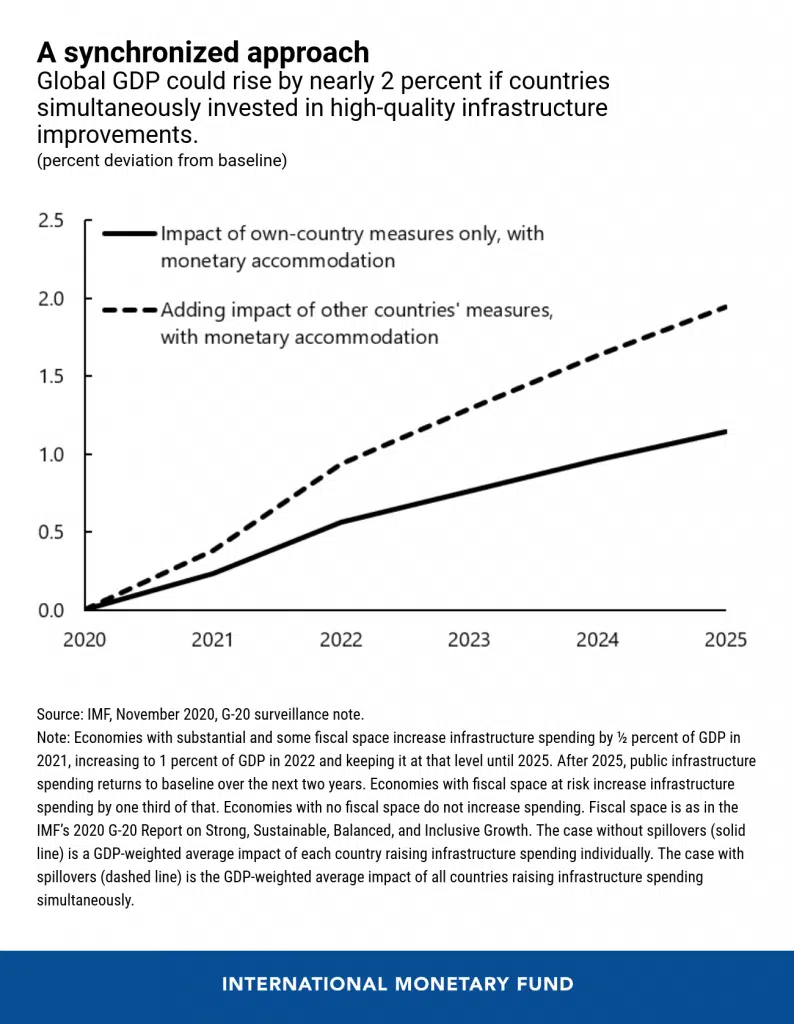 A synchronized approach
Global GDP could rise by nearly 2 percent if countries
simultaneously invested in high-quality infrastructure
improvements.
(percent deviation from baseline)
2.5
Impact of own-country measures only, with
monetary accommodation
2.0
Adding impact of other countries' measures,
with monetary accommodation
1.5
1.0
0.5
0.0
2020 2021 2022 2023 2024 2025
Source: IMF, November 2020, G-20 surveillance note.
Note: Economies with substantial and some fiscal space increase infrastructure spending by ½ percent of GDP in
2021, increasing to 1 percent of GDP in 2022 and keeping it at that level until 2025. After 2025, public infrastructure
spending returns to baseline over the next two years. Economies with fiscal space at risk increase infrastructure
spending by one third of that. Economies with no fiscal space do not increase spending. Fiscal space is as in the
IMF's 2020 G-20 Report on Strong, Sustainable, Balanced, and Inclusive Growth. The case without spillovers (solid
line) is a GDP-weighted average impact of each country raising infrastructure spending individually. The case with
spillovers (dashed line) is the GDP-weighted average impact of all countries raising infrastructure spending
simultaneously.
INTERNATIONAL MONETARY FUND